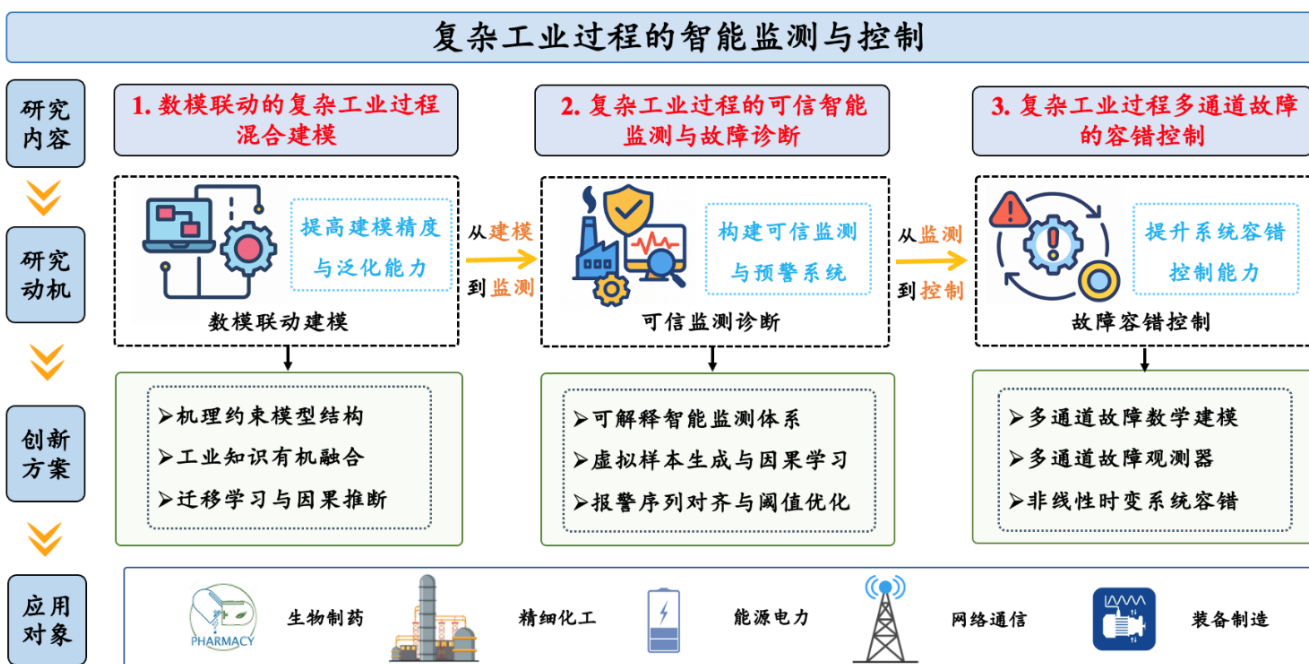 复杂工业过程的智能监测与控制
研究
内容
1. 数模联动的复杂工业过程
混合建模
2. 复杂工业过程的可信智能
监测与故障诊断
3. 复杂工业过程多通道故障
的容错控制
研究
动机
提高建模精度
与泛化能力
数模联动建模
从建模
到监测
构建可信监测
与预警系统
可信监测诊断
从监测
到控制
提升系统容错
控制能力
故障容错控制
创新
方案
➢机理约束模型结构
➢工业知识有机融合
➢迁移学习与因果推断
➢可解释智能监测体系
➢虚拟样本生成与因果学习
➢报警序列对齐与阈值优化
➢多通道故障数学建模
➢多通道故障观测器
➢非线性时变系统容错
应用
对象
PHARMACY
生物制药
精细化工
能源电力
网络通信
装备制造